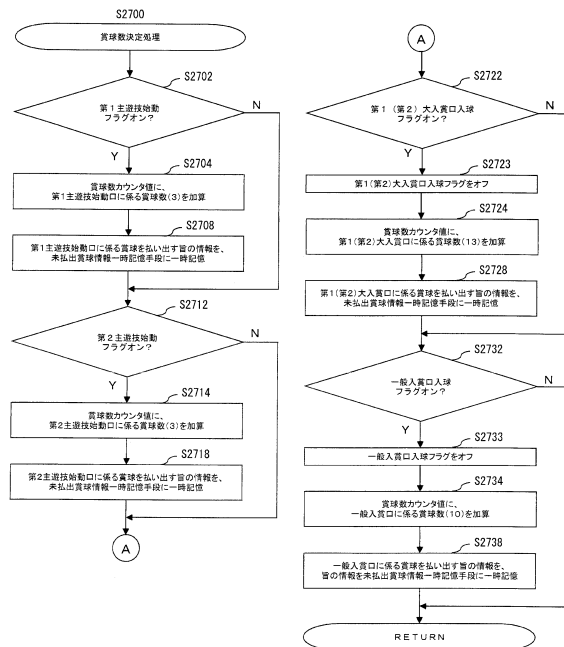 S2700
賞球数決定処理
S2702
第1主遊技始動
フラグオン？
N
Y
S2704
賞球数カウンタ値に、
第1主遊技始動口に係る賞球数(3)を加算
S2708
第1主遊技始動口に係る賞球を払い出す旨の情報を、
未払出賞球情報一時記憶手段に一時記憶
S2712
第2主遊技始動
フラグオン？
N
Y
S2714
賞球数カウンタ値に、
第2主遊技始動口に係る賞球数(3)を加算
S2718
第2主遊技始動口に係る賞球を払い出す旨の情報を、
未払出賞球情報一時記憶手段に一時記憶
A
A
S2722
第1（第2）大入賞口入球
フラグオン？
N
Y
S2723
第1(第2)大入賞口入球フラグをオフ
S2724
賞球数カウンタ値に、
第1(第2)大入賞口に係る賞球数(13)を加算
S2728
第1(第2)大入賞口に係る賞球を払い出す旨の情報を、
未払出賞球情報一時記憶手段に一時記憶
S2732
一般入賞口入球
フラグオン？
N
Y
S2733
一般入賞口入球フラグをオフ
S2734
賞球数カウンタ値に、
一般入賞口に係る賞球数(10)を加算
S2738
一般入賞口に係る賞球を払い出す旨の情報を、
旨の情報を未払出賞球情報一時記憶手段に一時記憶
RETURN